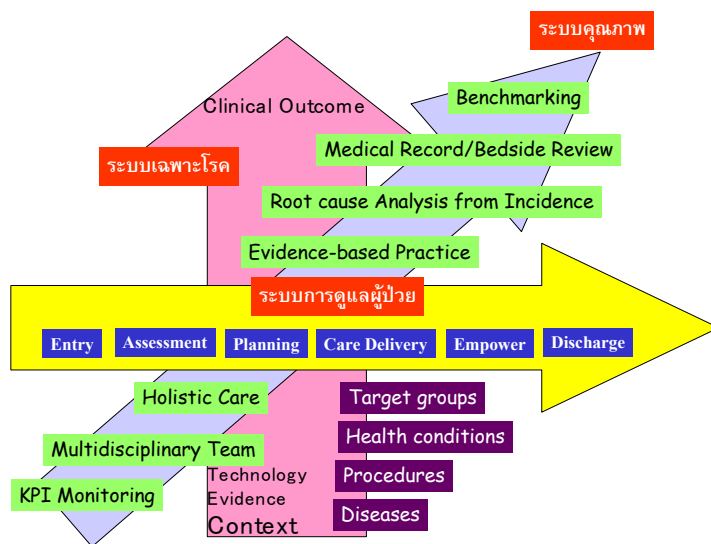 ระบบคุณภาพ
Benchmarking
Clinical Outcome
Medical Record/Bedside Review
ระบบเฉพาะโรค
Root cause Analysis from Incidence
Evidence-based Practice
ระบบการดูแลผู้ป่วย
Entry
Assessment
Planning
Care Delivery
Empower
Discharge
Holistic Care
Target groups
Multidisciplinary Team
Health conditions
Technology
Procedures
KPI Monitoring
Evidence
Diseases
Context